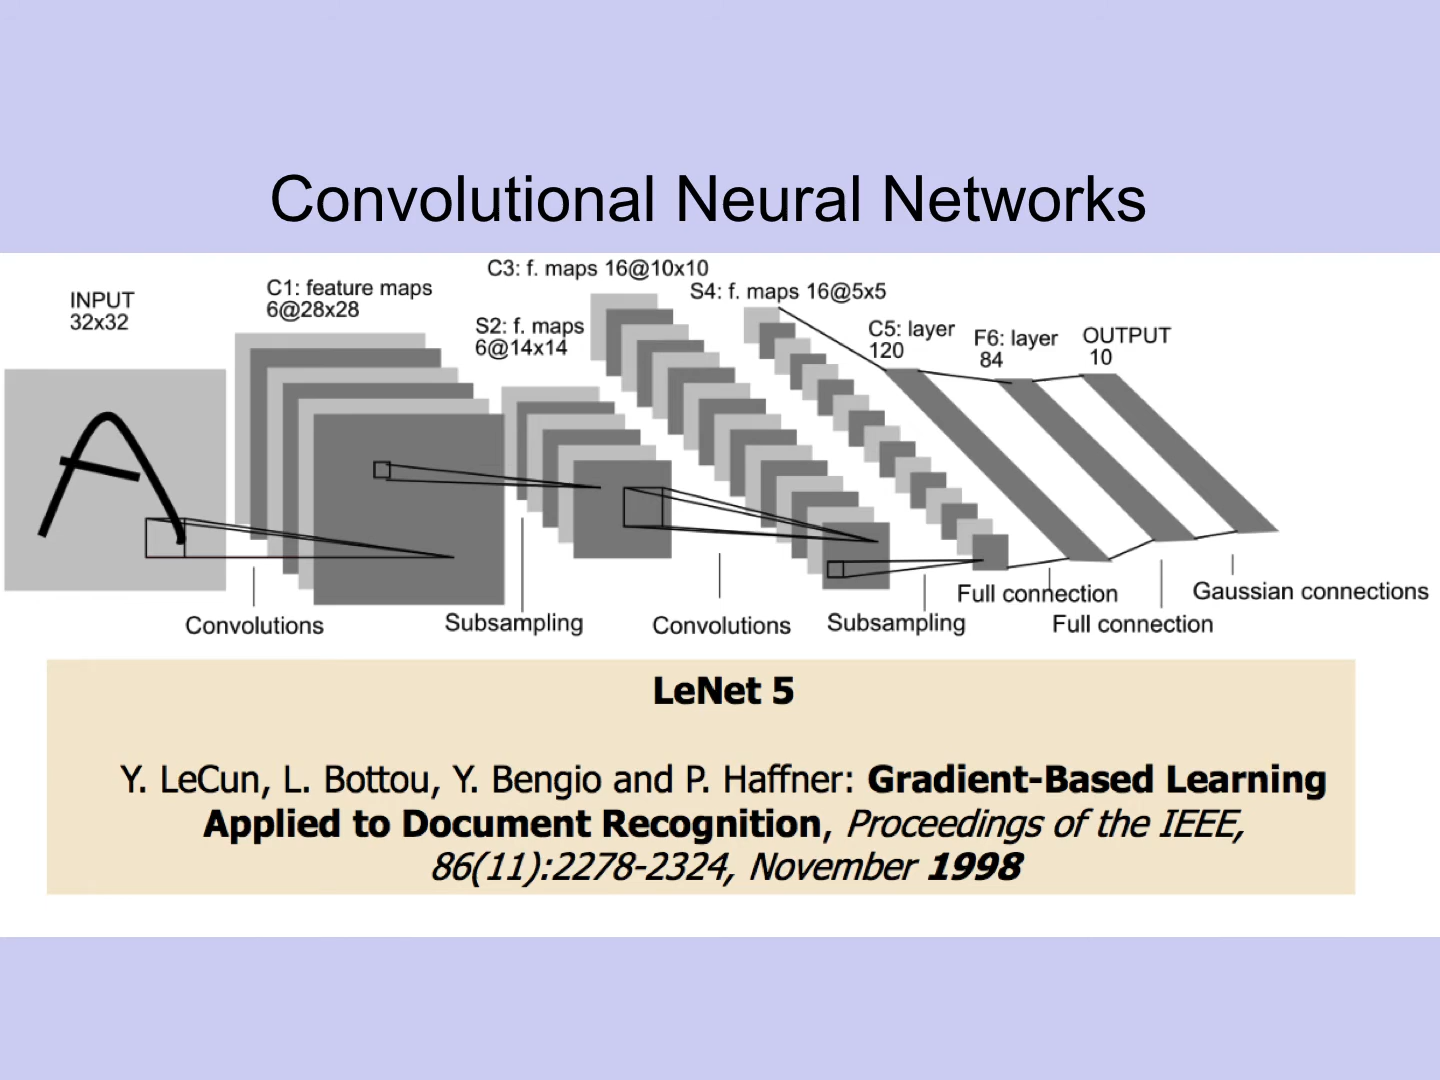 Convolutional Neural Networks
INPUT
32x32
C1: feature maps
6@28x28
S2: f. maps
6@14x14
C3: f. maps 16@10x10
S4: f. maps 16@5x5
C5: layer
120
F6: layer
84
OUTPUT
10
A
Convolutions
Subsampling
Convolutions
Subsampling
Full connection
Full connection
Gaussian connections
LeNet 5
Y. LeCun, L. Bottou, Y. Bengio and P. Haffner: Gradient-Based Learning
Applied to Document Recognition, Proceedings of the IEEE,
86(11):2278-2324, November 1998